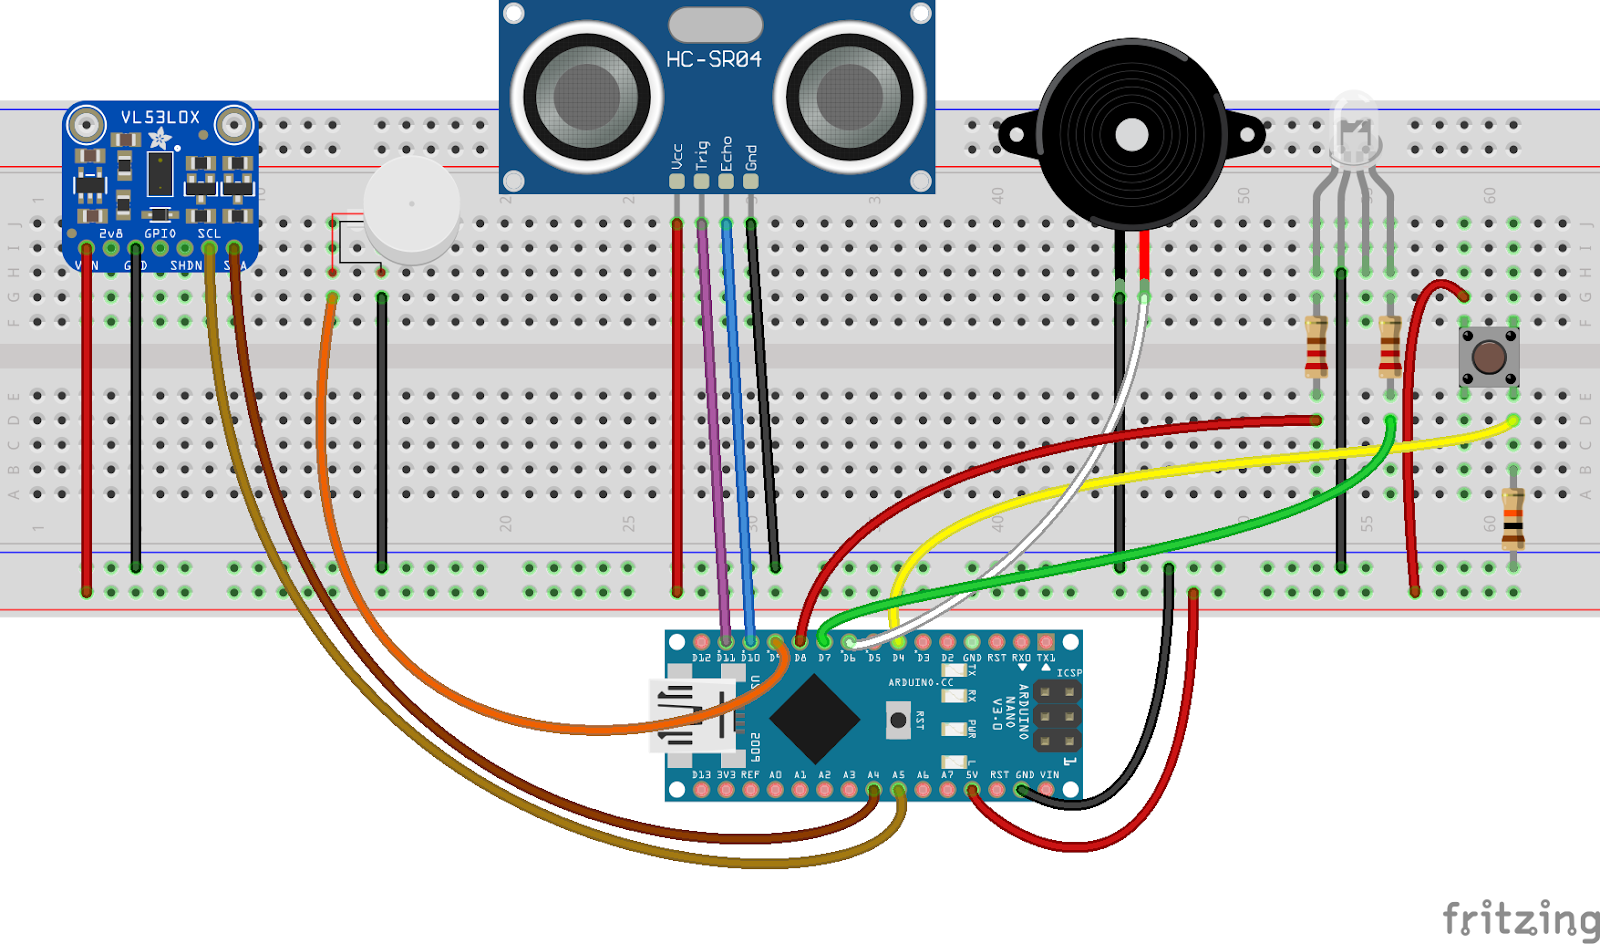 HC-SR04
Vcc Trig Echo Gnd
VL53L0X
2v8 GPIO SCL
VIN GND SHDN SDA
1 50 60
J J
I I
H H
G G
F F
E E
D D
C C
B B
A A
1 20 25 30 40 55 60
D12 D11 D10 D9 D8 D7 D6 D5 D4 D3 D2 GND RST RX0 TX1
ICSP
TX
RX
PWR
L
ARDUINO.CC
RST
ARDUINO
NANO
V3.0
2009
1
D13 3V3 REF A0 A1 A2 A3 A4 A5 A6 A7 5V RST GND VIN
fritzing